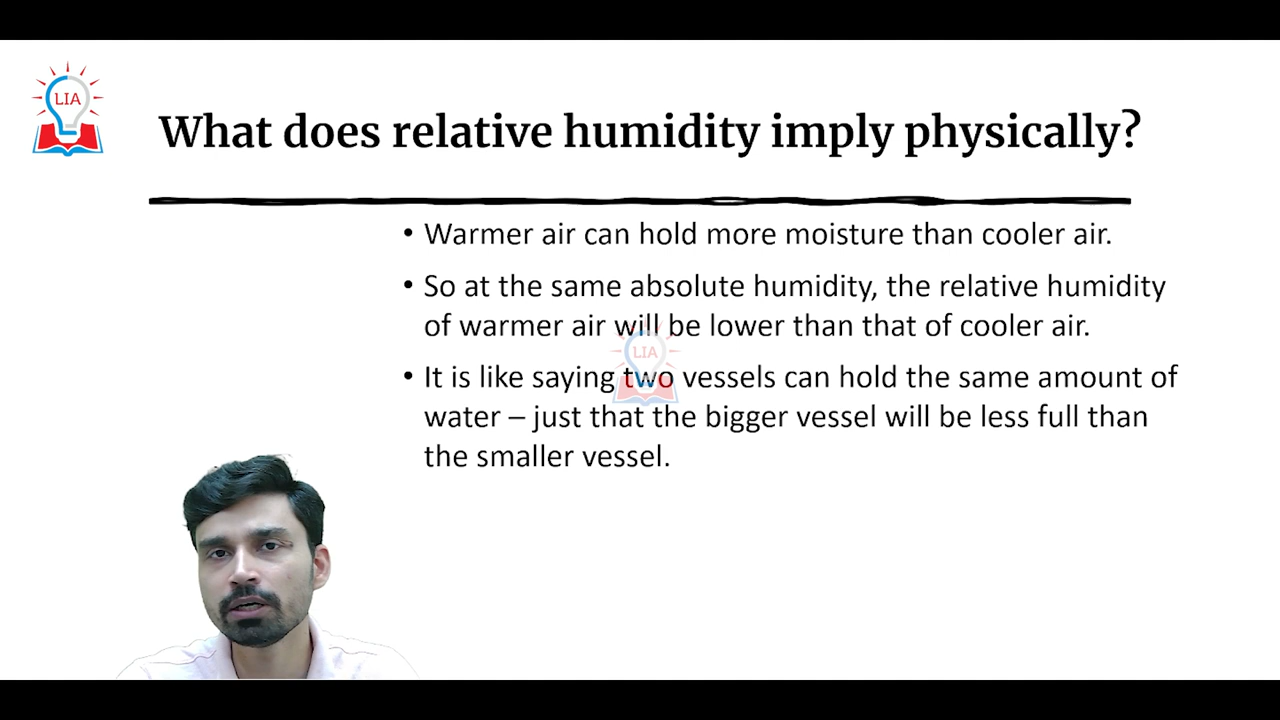 LIA
What does relative humidity imply physically?
• Warmer air can hold more moisture than cooler air.
• So at the same absolute humidity, the relative humidity
of warmer air will be lower than that of cooler air.
LIA
• It is like saying two vessels can hold the same amount of
water – just that the bigger vessel will be less full than
the smaller vessel.